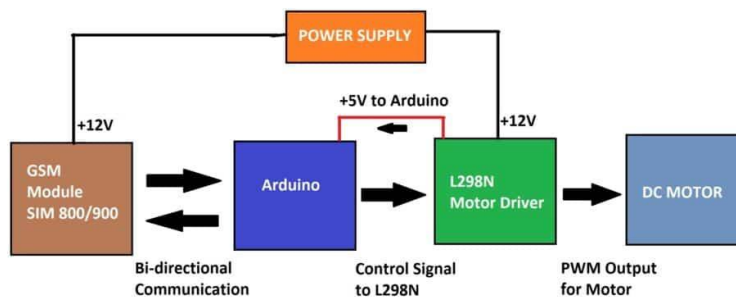 POWER SUPPLY
+5V to Arduino
+12V
+12V
GSM
Module
SIM 800/900
Arduino
L298N
Motor Driver
DC MOTOR
Bi-directional
Communication
Control Signal
to L298N
PWM Output
for Motor